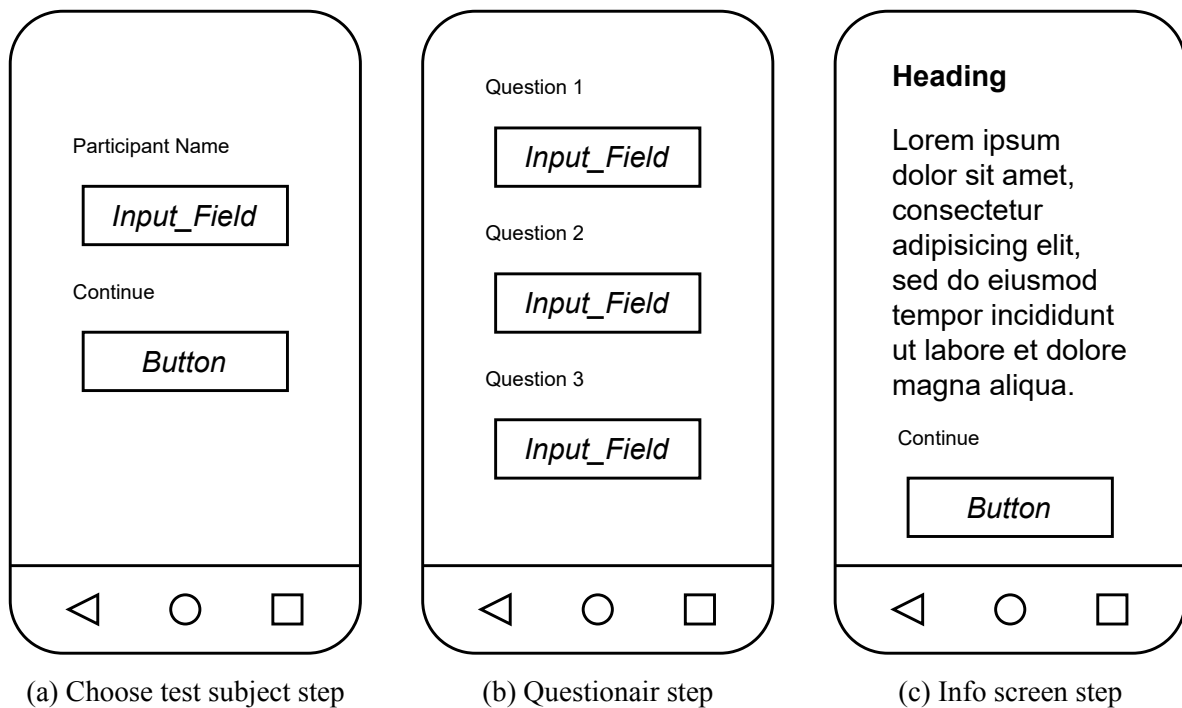 Participant Name
Input_Field
Continue
Button
(a) Choose test subject step
Question 1
Input_Field
Question 2
Input_Field
Question 3
Input_Field
(b) Questionair step
Heading
Lorem ipsum
dolor sit amet,
consectetur
adipisicing elit,
sed do eiusmod
tempor incididunt
ut labore et dolore
magna aliqua.
Continue
Button
(c) Info screen step